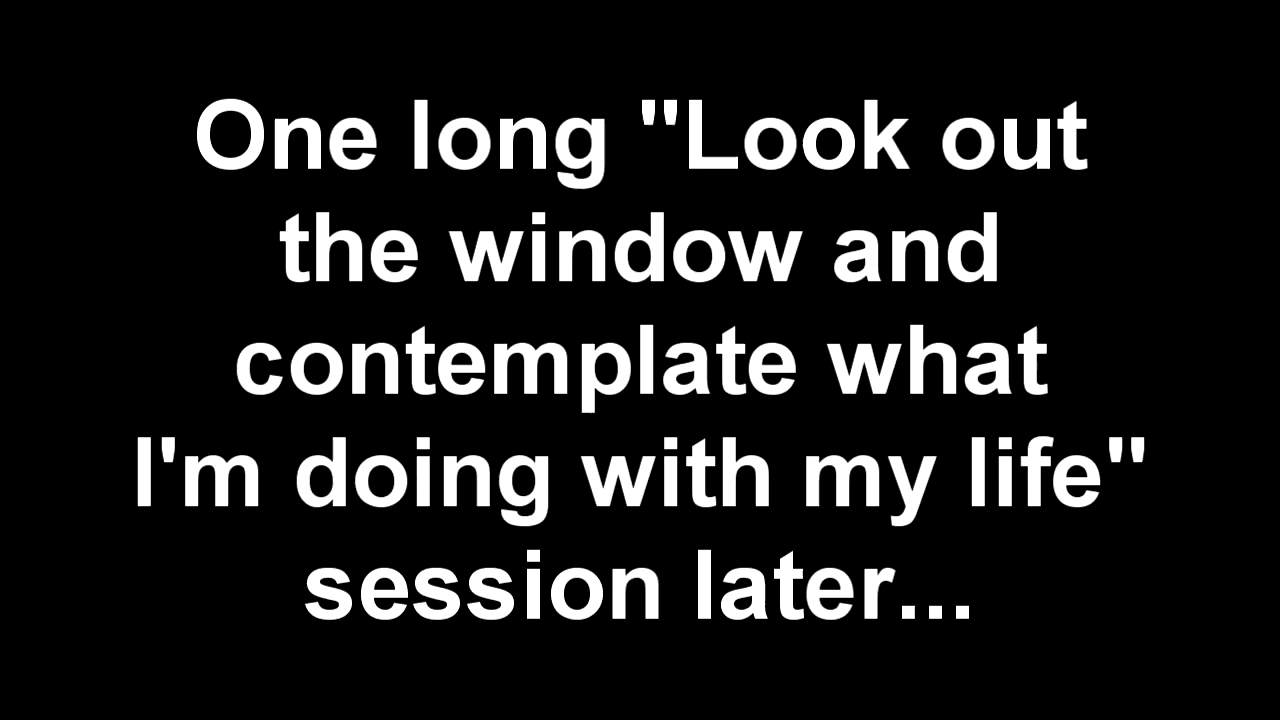 One long "Look out
the window and
contemplate what
I'm doing with my life"
session later...